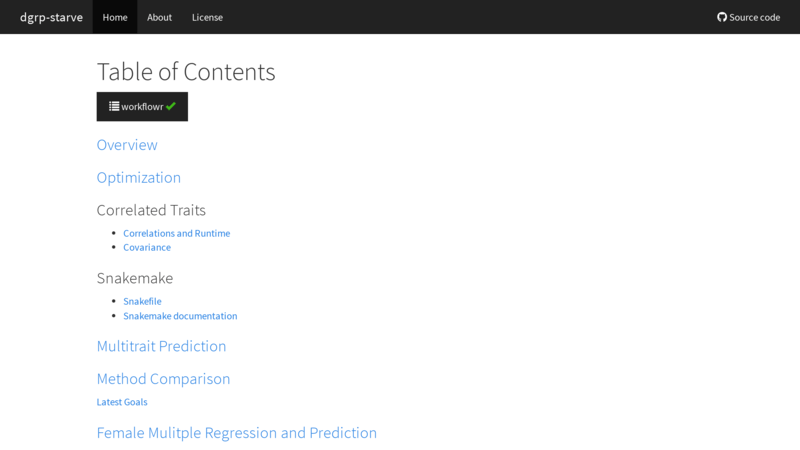 dgrp-starve Home About License Source code
Table of Contents
workflowr
Overview
Optimization
Correlated Traits
Correlations and Runtime
Covariance
Snakemake
Snakefile
Snakemake documentation
Multitrait Prediction
Method Comparison
Latest Goals
Female Mulitple Regression and Prediction